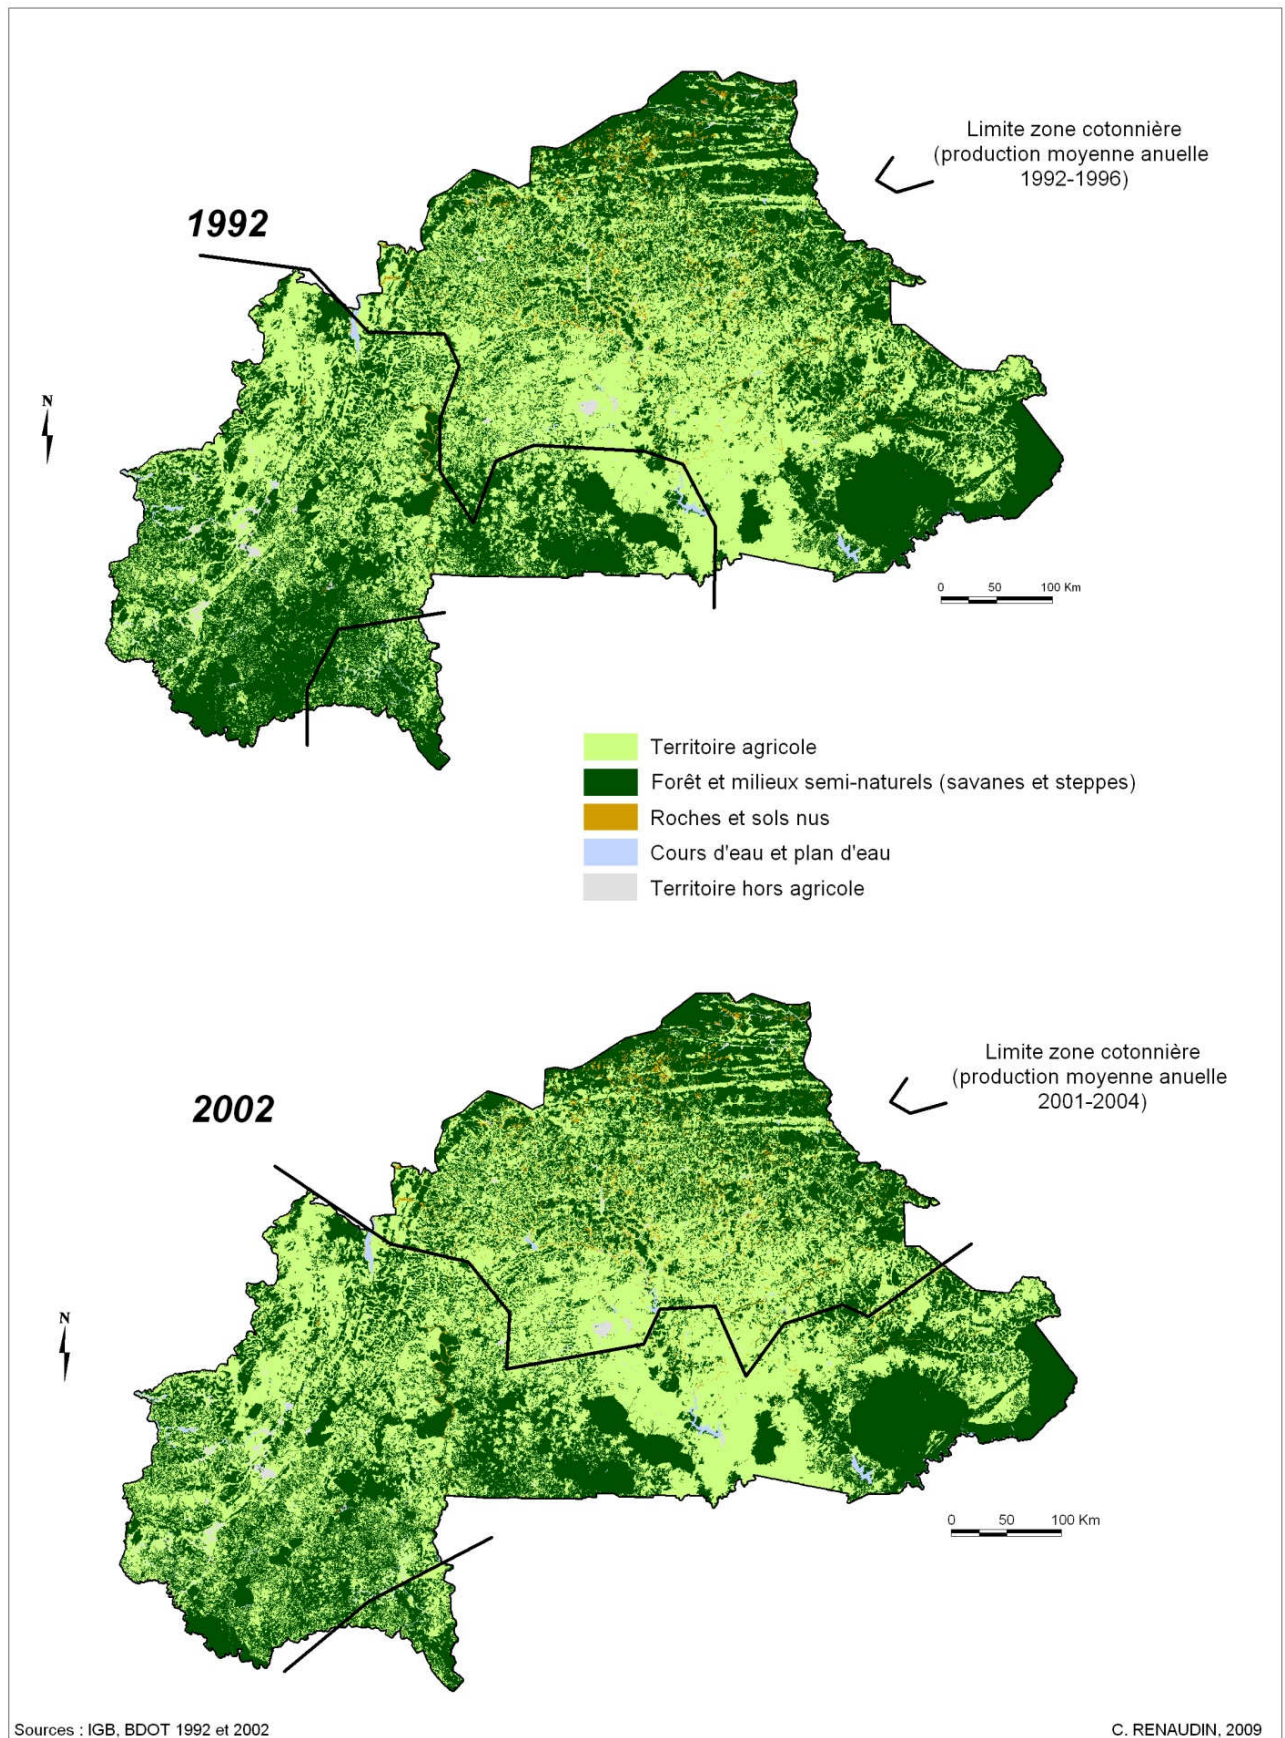 Limite zone cotonnière
(production moyenne anuelle
1992-1996)
1992
N
0 50 100 Km
Territoire agricole
Forêt et milieux semi-naturels (savanes et steppes)
Roches et sols nus
Cours d'eau et plan d'eau
Territoire hors agricole
Limite zone cotonnière
(production moyenne anuelle
2001-2004)
2002
N
0 50 100 Km
Sources : IGB, BDOT 1992 et 2002
C. RENAUDIN, 2009